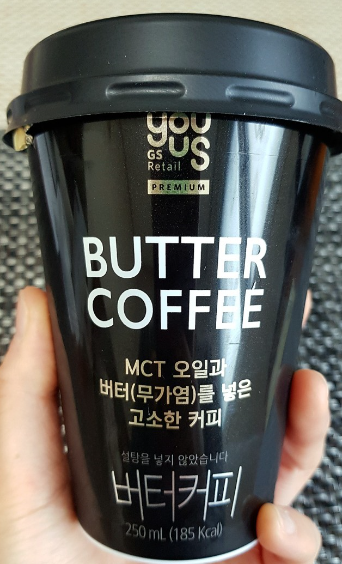 you
us
GS
Retail
PREMIUM
BUTTER
COFFEE
MCT 오일과
버터(무가염)를 넣은
고소한 커피
설탕을 넣지 않았습니다
버터커피
250 mL (185 Kcal)